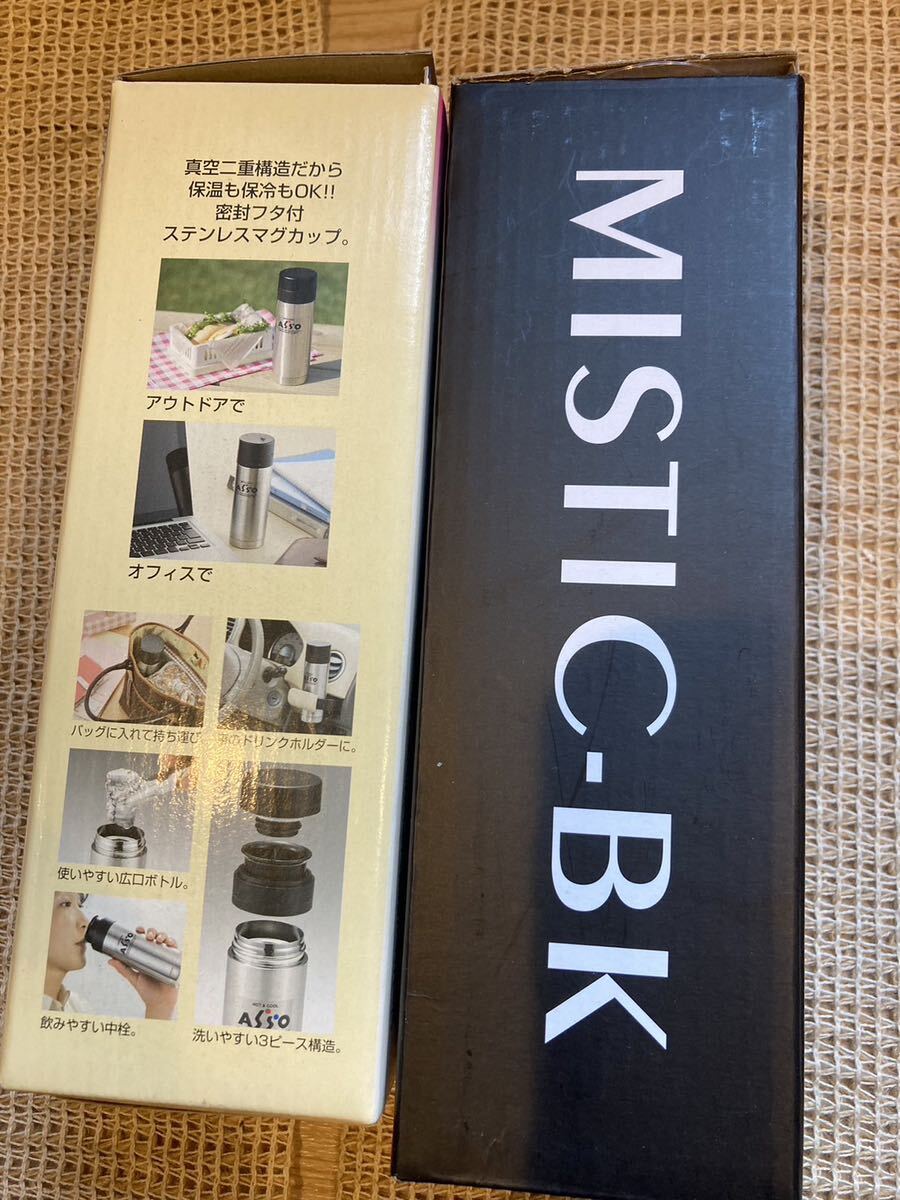 真空二重構造だから
保温も保冷もOK!!
密封フタ付
ステンレスマグカップ。
ASSO
アウトドアで
ASSO
オフィスで
ASSO
バッグに入れて持ち運び
ドリンクホルダーに。
使いやすい広口ボトル。
ASSO
飲みやすい中栓。
HOT & COOL
ASSO
洗いやすい3ピース構造。
MISTIC-BK